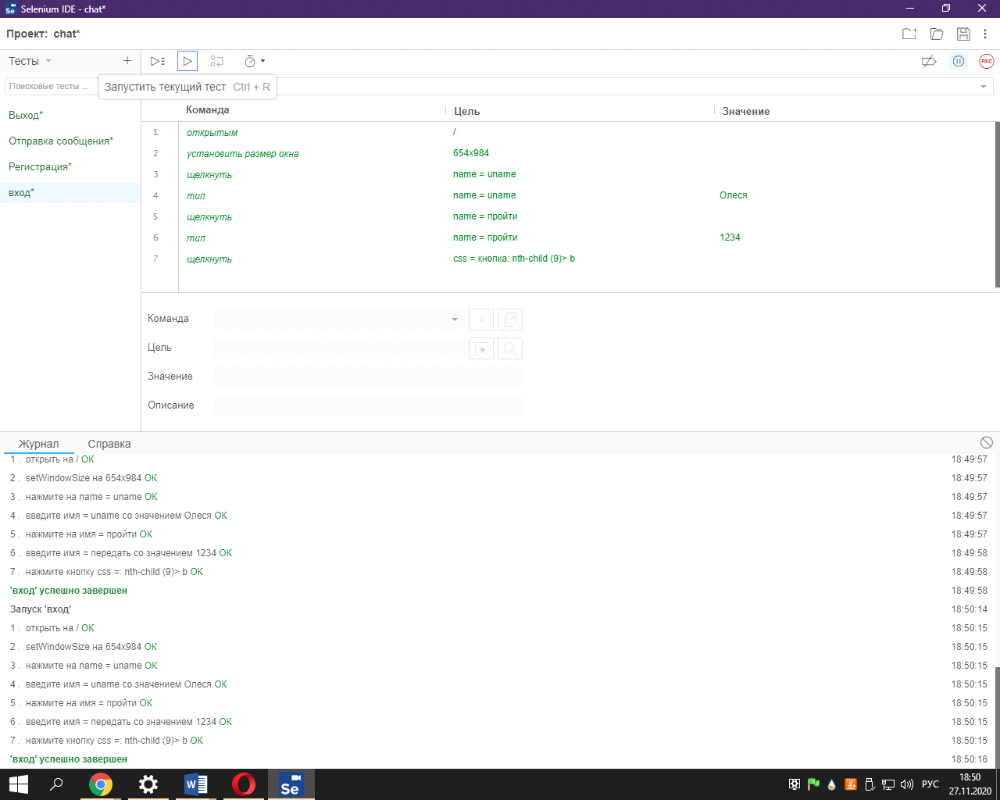 Selenium IDE - chat*
Проект: chat*
Тесты
Поисковые тесты ...
Запустить текущий тест Ctrl + R
REC
Выход*
Отправка сообщения*
Регистрация*
вход*
Команда Цель Значение
1 открытым /
2 установить размер окна 654x984
3 щелкнуть name = uname
4 тип name = uname Олеся
5 щелкнуть name = пройти
6 тип name = пройти 1234
7 щелкнуть css = кнопка: nth-child (9)> b
Команда //
Цель
Значение
Описание
Журнал Справка
1 . открыть на / OK 18:49:57
2 . setWindowSize на 654x984 OK 18:49:57
3 . нажмите на name = uname OK 18:49:57
4 . введите имя = uname со значением Олеся OK 18:49:57
5 . нажмите на имя = пройти OK 18:49:57
6 . введите имя = передать со значением 1234 OK 18:49:58
7 . нажмите кнопку css =: nth-child (9)> b OK 18:49:58
'вход' успешно завершен 18:49:58
Запуск 'вход' 18:50:14
1 . открыть на / OK 18:50:15
2 . setWindowSize на 654x984 OK 18:50:15
3 . нажмите на name = uname OK 18:50:15
4 . введите имя = uname со значением Олеся OK 18:50:15
5 . нажмите на имя = пройти OK 18:50:15
6 . введите имя = передать со значением 1234 OK 18:50:15
7 . нажмите кнопку css =: nth-child (9)> b OK 18:50:15
'вход' успешно завершен 18:50:16
Se РУС 18:50
27.11.2020